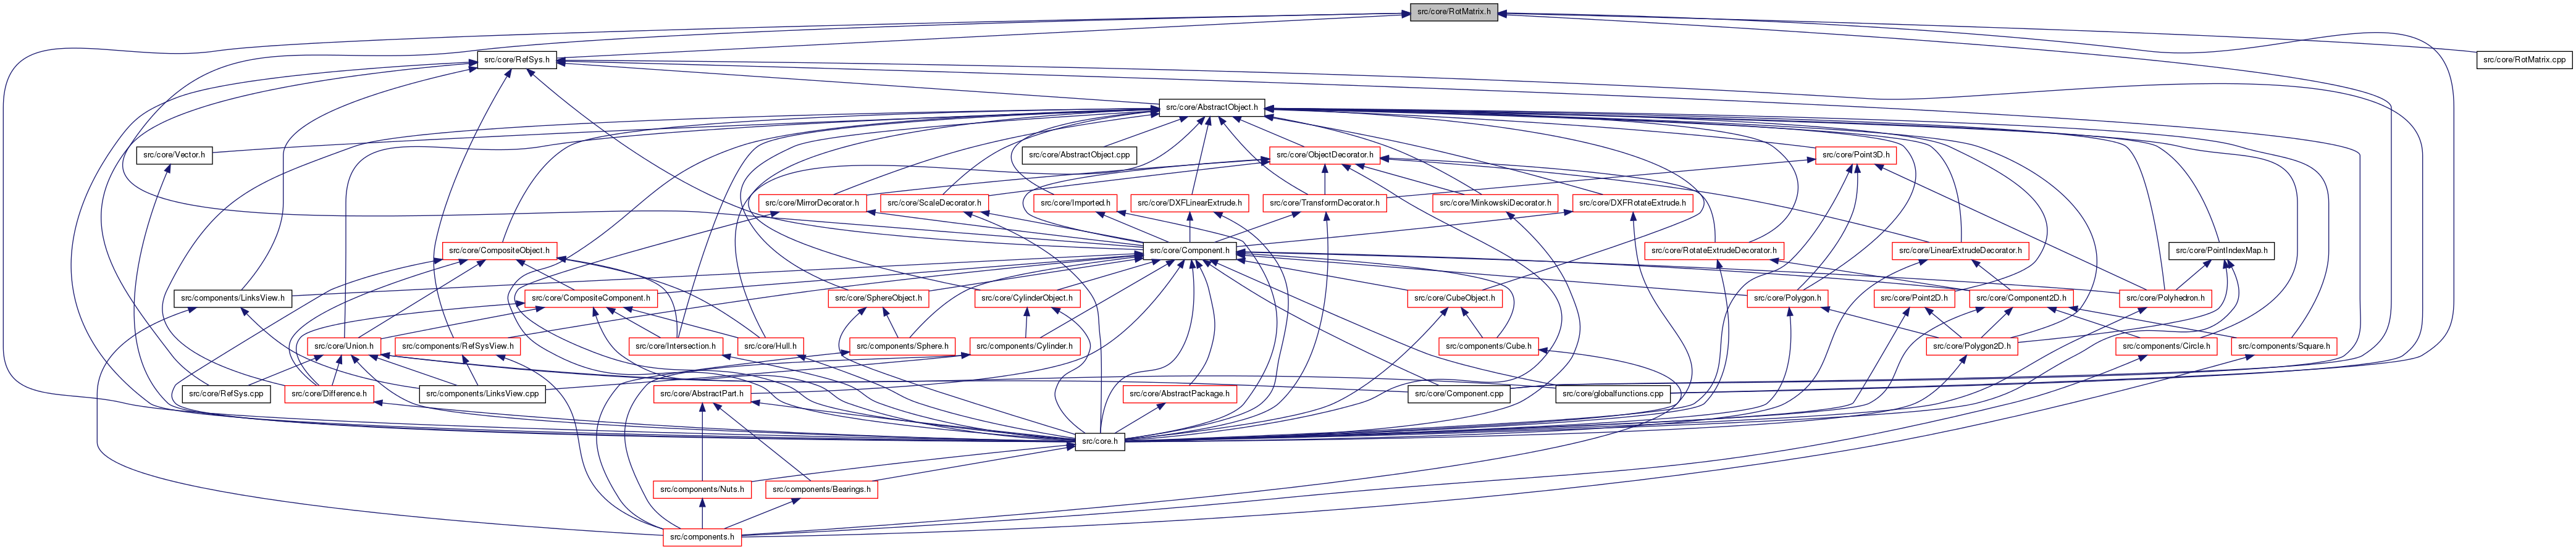 src/core/RotMatrix.h
src/core/RefSys.h
src/core/RotMatrix.cpp
src/core/AbstractObject.h
src/core/Vector.h
src/core/AbstractObject.cpp
src/core/ObjectDecorator.h
src/core/Point3D.h
src/core/MirrorDecorator.h
src/core/ScaleDecorator.h
src/core/Imported.h
src/core/DXFLinearExtrude.h
src/core/TransformDecorator.h
src/core/MinkowskiDecorator.h
src/core/DXFRotateExtrude.h
src/core/CompositeObject.h
src/core/Component.h
src/core/RotateExtrudeDecorator.h
src/core/LinearExtrudeDecorator.h
src/core/PointIndexMap.h
src/components/LinksView.h
src/core/CompositeComponent.h
src/core/SphereObject.h
src/core/CylinderObject.h
src/core/CubeObject.h
src/core/Polygon.h
src/core/Point2D.h
src/core/Component2D.h
src/core/Polyhedron.h
src/core/Union.h
src/components/RefSysView.h
src/core/Intersection.h
src/core/Hull.h
src/components/Sphere.h
src/components/Cylinder.h
src/components/Cube.h
src/core/Polygon2D.h
src/components/Circle.h
src/components/Square.h
src/core/RefSys.cpp
src/core/Difference.h
src/components/LinksView.cpp
src/core/AbstractPart.h
src/core/Component.cpp
src/core/globalfunctions.cpp
src/core/AbstractPackage.h
src/core.h
src/components/Nuts.h
src/components/Bearings.h
src/components.h